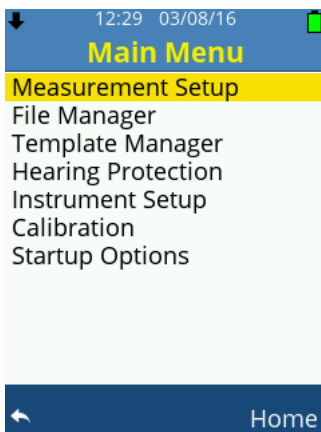 12:29 03/08/16
Main Menu
Measurement Setup
File Manager
Template Manager
Hearing Protection
Instrument Setup
Calibration
Startup Options
Home